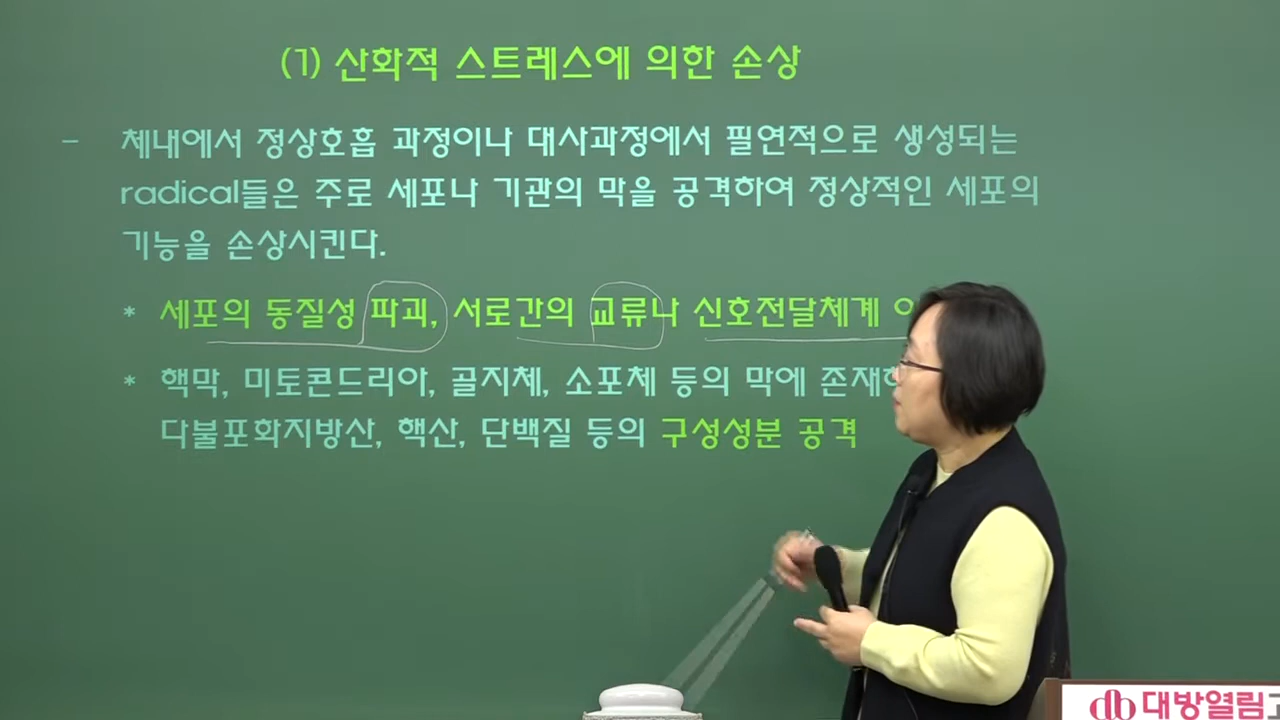 (1) 산화적 스트레스에 의한 손상
- 체내에서 정상호흡 과정이나 대사과정에서 필연적으로 생성되는
radical들은 주로 세포나 기관의 막을 공격하여 정상적인 세포의
기능을 손상시킨다.
* 세포의 동질성 파괴, 서로간의 교류나 신호전달체계
* 핵막, 미토콘드리아, 골지체, 소포체 등의 막에
다불포화지방산, 핵산, 단백질 등의 구성성분 공격
대방열림